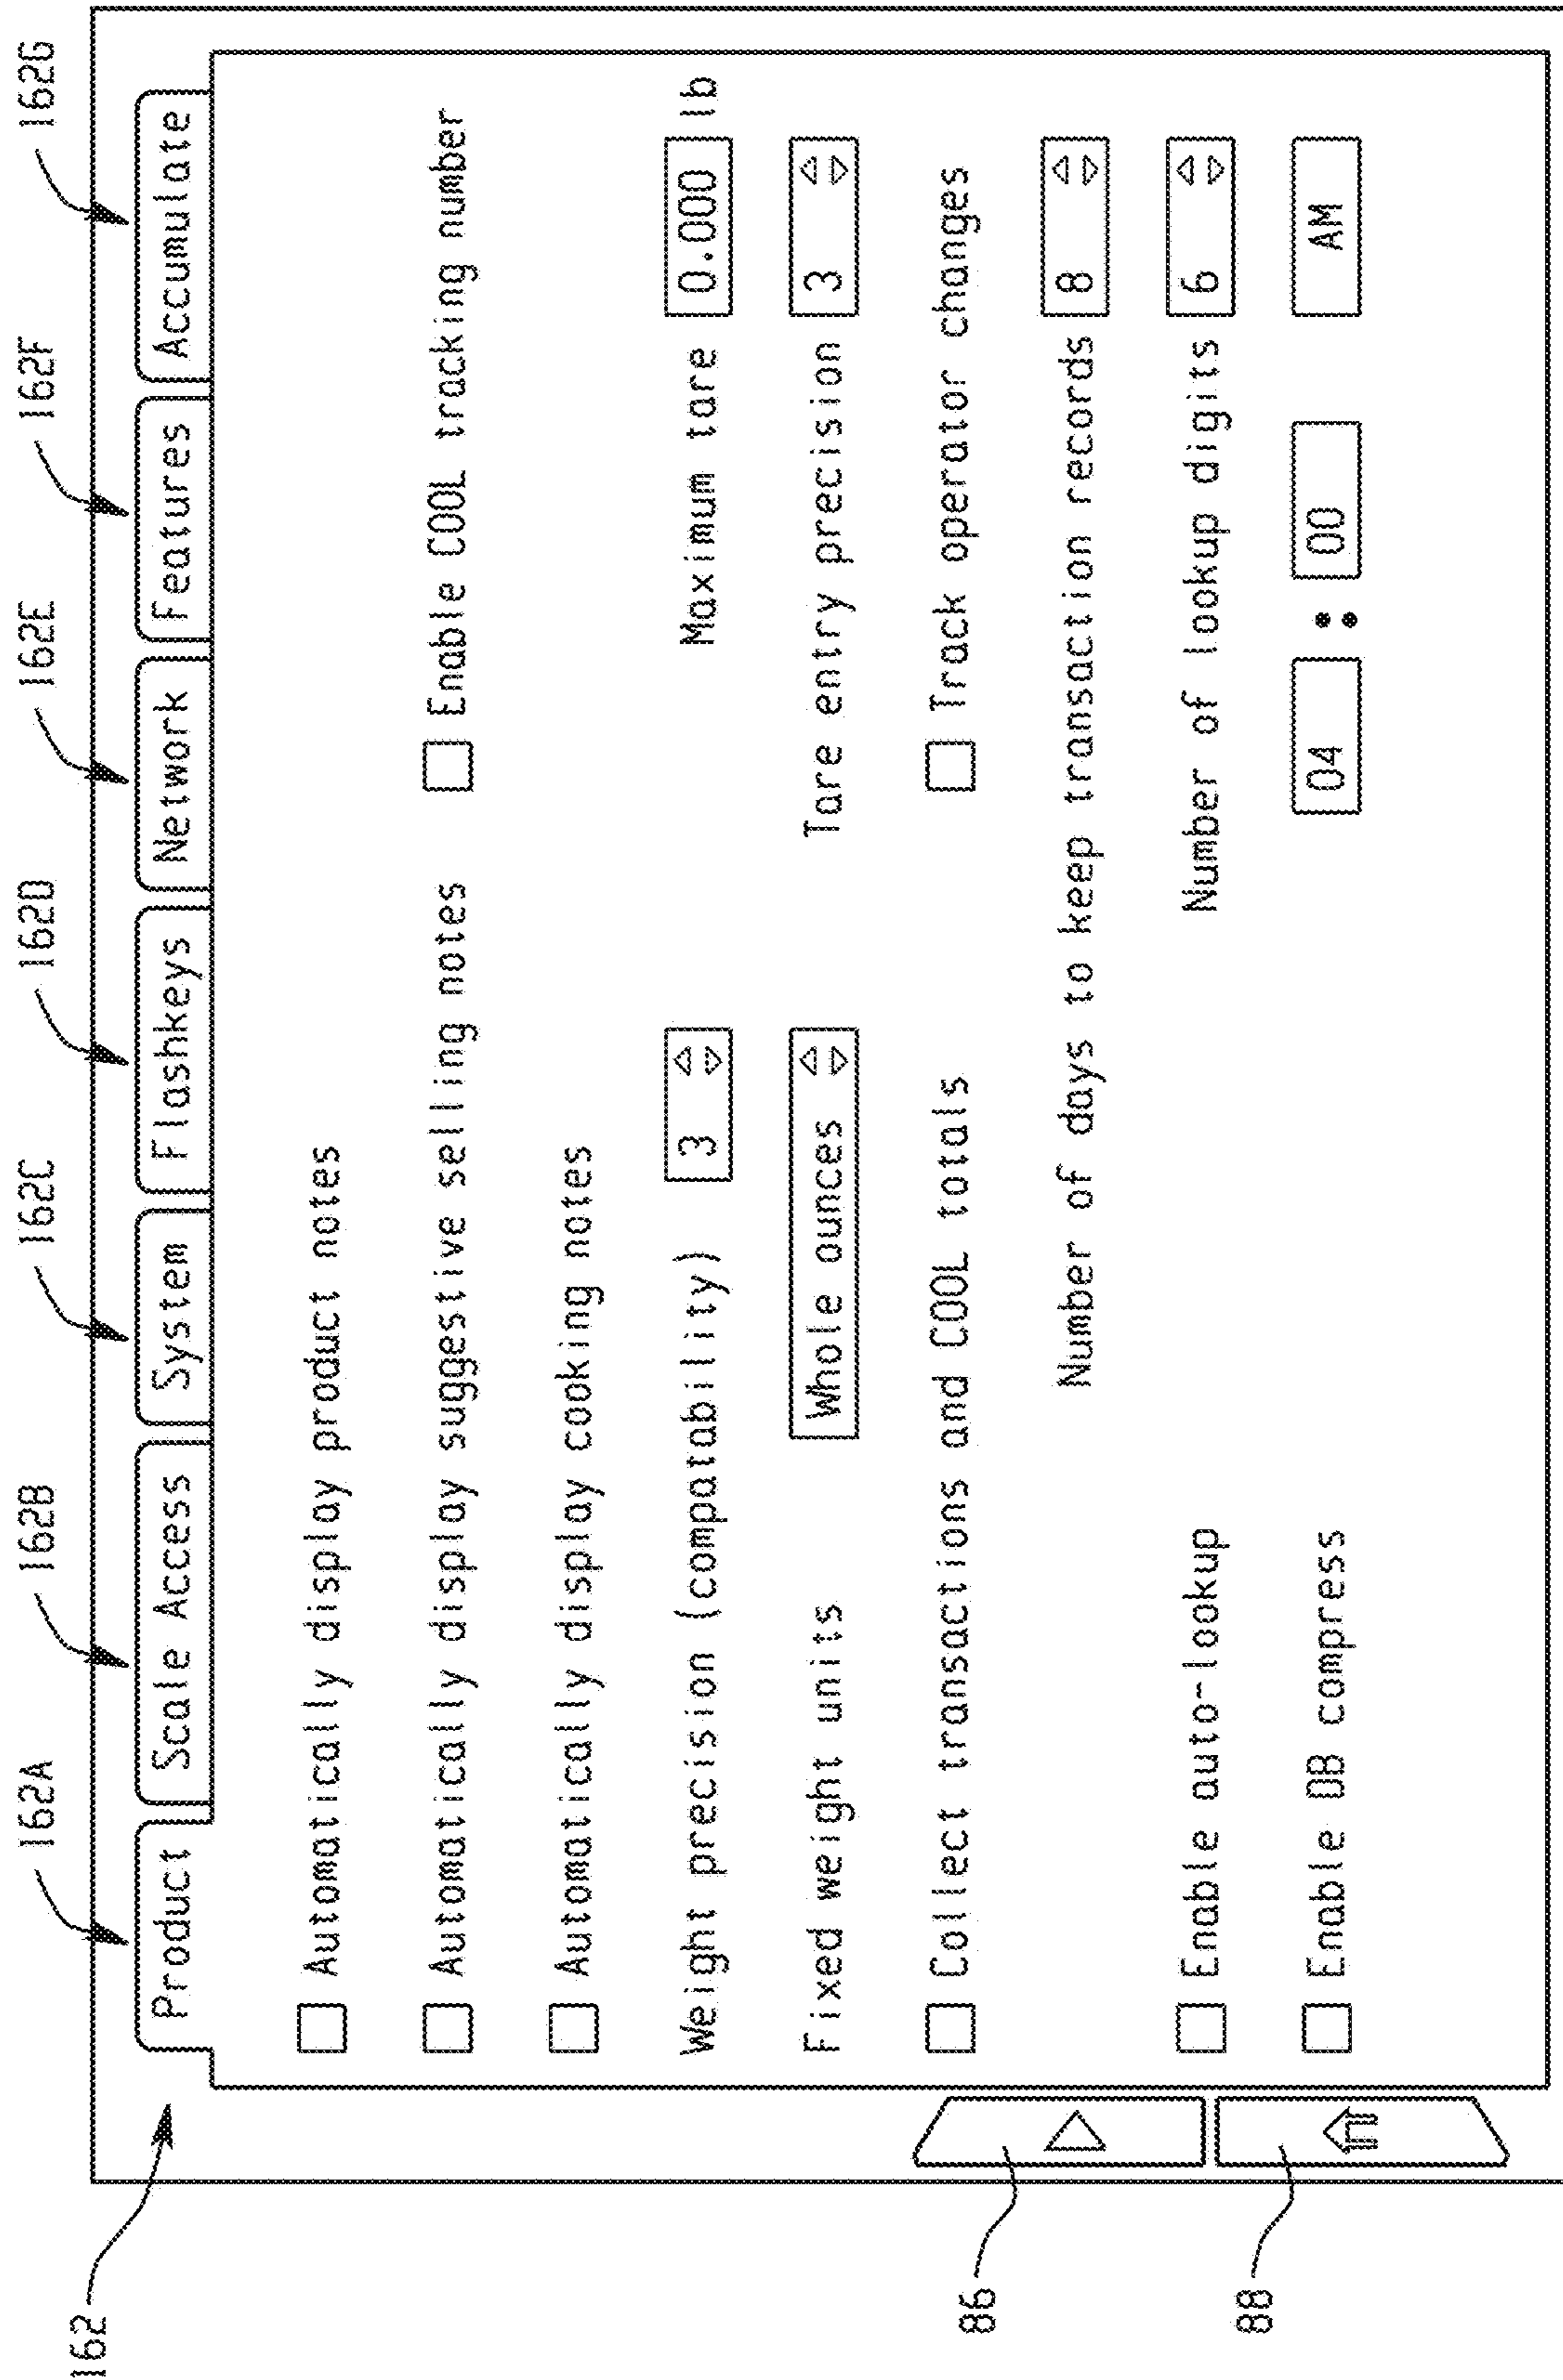 162
162A
162B
162C
162D
162E
162F
162G
Product
Scale Access
System
Flashkeys
Network
Features
Accumulate
Automatically display product notes
Automatically display suggestive selling notes
Enable COOL tracking number
Automatically display cooking notes
Weight precision (compatability) 3
Maximum tare 0.000 lb
Fixed weight units Whole ounces
Tare entry precision 3
Collect transactions and COOL totals
Track operator changes
Number of days to keep transaction records 8
Enable auto-lookup
Number of lookup digits 6
Enable DB compress
04 : 00 AM
86
88